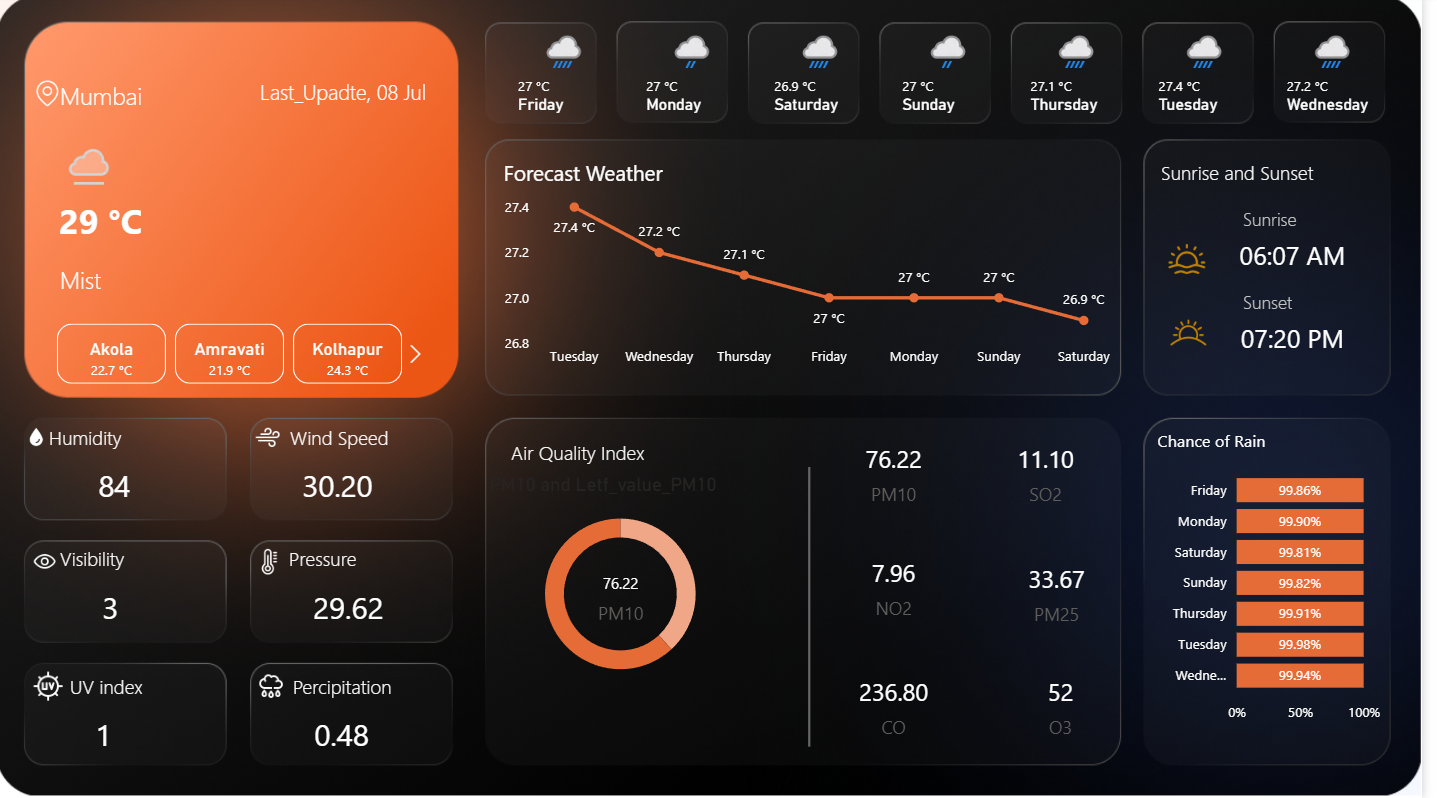 Mumbai
Last_Upadte, 08 Jul
29 °C
Mist
Akola
22.7 °C
Amravati
21.9 °C
Kolhapur
24.3 °C
27 °C
Friday
27 °C
Monday
26.9 °C
Saturday
27 °C
Sunday
27.1 °C
Thursday
27.4 °C
Tuesday
27.2 °C
Wednesday
Forecast Weather
27.4
27.2
27.0
26.8
27.4 °C
27.2 °C
27.1 °C
27 °C
27 °C
27 °C
26.9 °C
Tuesday
Wednesday
Thursday
Friday
Monday
Sunday
Saturday
Sunrise and Sunset
Sunrise
06:07 AM
Sunset
07:20 PM
Humidity
84
Wind Speed
30.20
Visibility
3
Pressure
29.62
UV index
UV
1
Percipitation
0.48
Air Quality Index
PM10 and Letf_value_PM10
76.22
PM10
76.22
PM10
11.10
SO2
7.96
NO2
33.67
PM25
236.80
CO
52
O3
Chance of Rain
Friday 99.86%
Monday 99.90%
Saturday 99.81%
Sunday 99.82%
Thursday 99.91%
Tuesday 99.98%
Wedne... 99.94%
0% 50% 100%